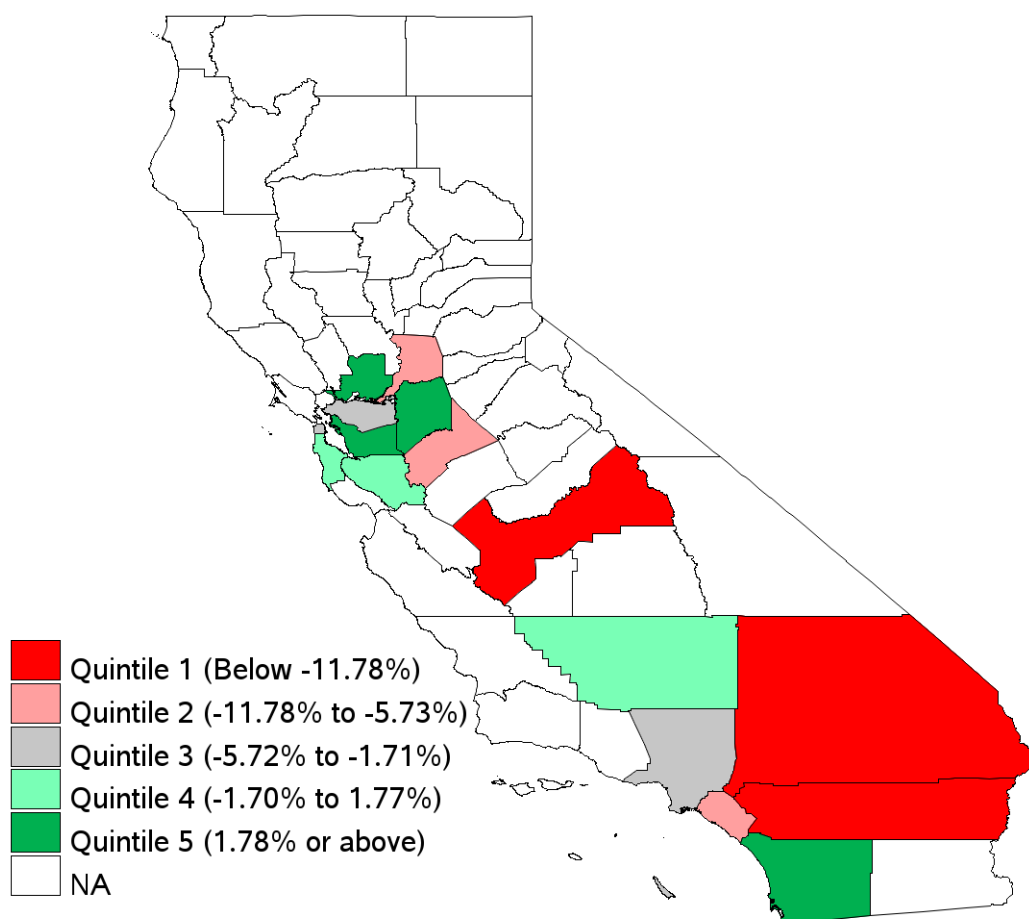 Quintile 1 (Below -11.78%)
Quintile 2 (-11.78% to -5.73%)
Quintile 3 (-5.72% to -1.71%)
Quintile 4 (-1.70% to 1.77%)
Quintile 5 (1.78% or above)
NA